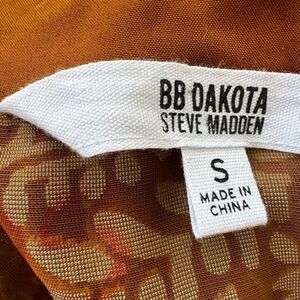 BB DAKOTA
STEVE MADDEN
S
MADE IN
CHINA